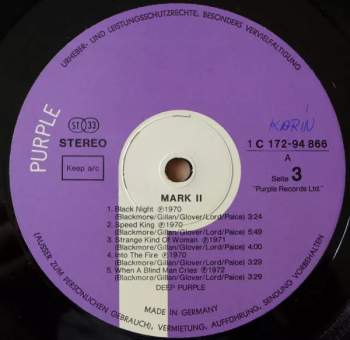 URHEBER- UND LEISTUNGSSCHUTZRECHTE, BESONDERS VERVIELFÄLTIGUNG
PURPLE
ST 33
STEREO
Keep a/c
KARIN
1 C 172-94 866
A
Seite 3
"Purple Records Ltd."
MARK II
1. Black Night ℗1970
(Blackmore/Gillan/Glover/Lord/Paice) 3:24
2. Speed King ℗1970
(Blackmore/Gillan/Glover/Lord/Paice) 5:49
3. Strange Kind Of Woman ℗1971
(Blackmore/Gillan/Glover/Lord/Paice) 4:00
4. Into The Fire ℗1970
(Blackmore/Gillan/Glover/Lord/Paice) 3:29
5. When A Blind Man Cries ℗1972
(Blackmore/Gillan/Glover/Lord/Paice) 3:29
DEEP PURPLE
MADE IN GERMANY
(AUSSER ZUM PERSÖNLICHEN GEBRAUCH), VERMIETUNG, AUFFÜHRUNG, SENDUNG VORBEHALTEN